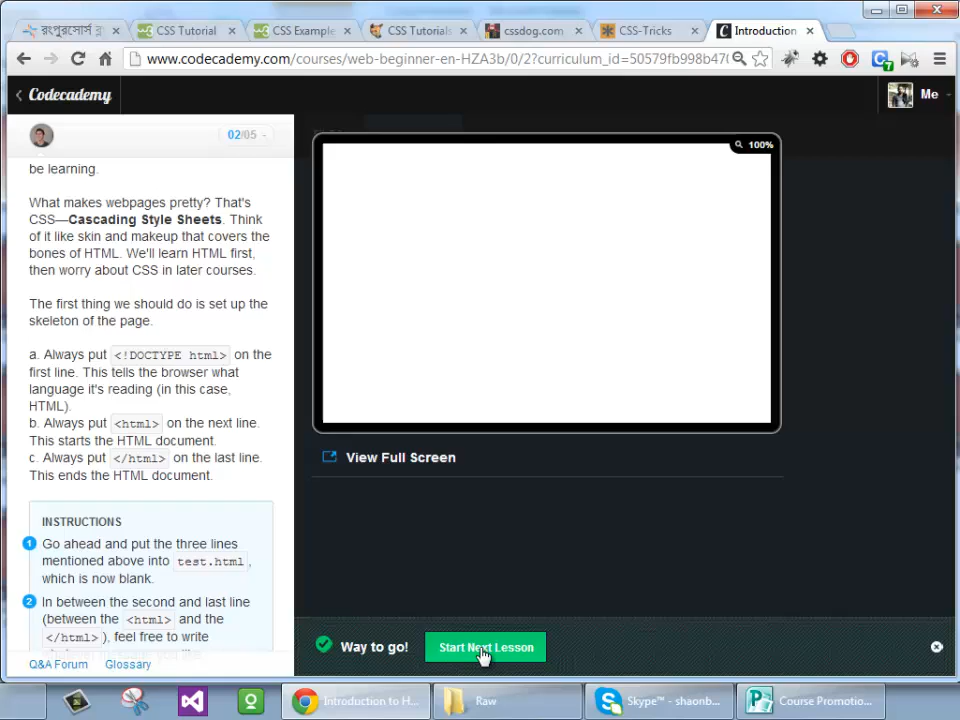 রংপুরসোর্স
CSS Tutorial
CSS Example
CSS Tutorials
cssdog.com
CSS-Tricks
Introduction
www.codecademy.com/courses/web-beginner-en-HZA3b/0/2?curriculum_id=50579fb998b470
7
Codecademy
Me
02/05
100%
be learning.
What makes webpages pretty? That's
CSS—Cascading Style Sheets. Think
of it like skin and makeup that covers the
bones of HTML. We'll learn HTML first,
then worry about CSS in later courses.
The first thing we should do is set up the
skeleton of the page.
a. Always put <!DOCTYPE html> on the
first line. This tells the browser what
language it's reading (in this case,
HTML).
b. Always put <html> on the next line.
This starts the HTML document.
c. Always put </html> on the last line.
This ends the HTML document.
View Full Screen
INSTRUCTIONS
1 Go ahead and put the three lines
mentioned above into test.html,
which is now blank.
2 In between the second and last line
(between the <html> and the
</html>), feel free to write
Way to go!
Start Next Lesson
Q&A Forum
Glossary
Introduction to H...
Raw
Skype™ - shaonb...
Course Promotio...